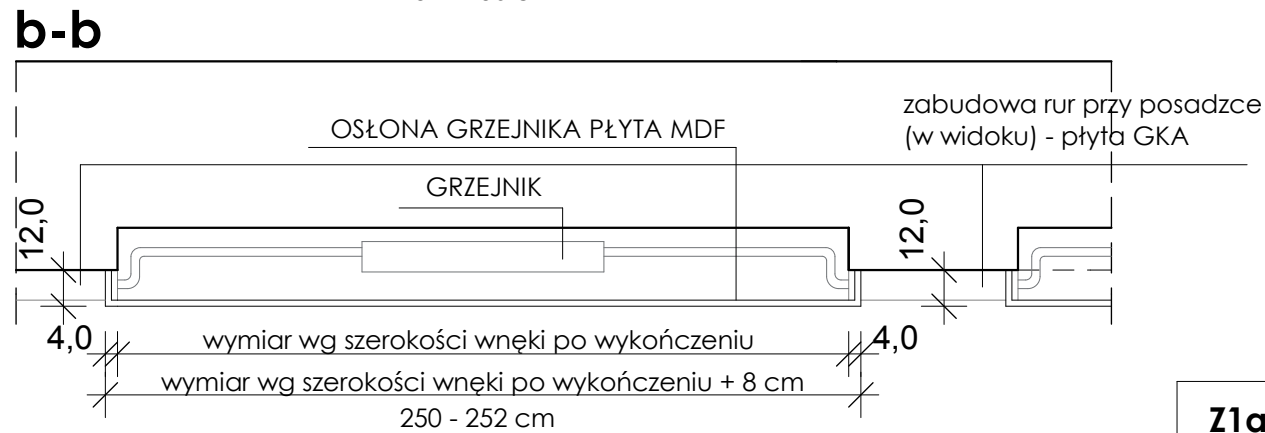 b-b
zabudowa rur przy posadzce
(w widoku) - płyta GKA
OSŁONA GRZEJNIKA PŁYTA MDF
GRZEJNIK
12,0
12,0
4,0
wymiar wg szerokości wnęki po wykończeniu
4,0
wymiar wg szerokości wnęki po wykończeniu + 8 cm
250 - 252 cm
Z1a